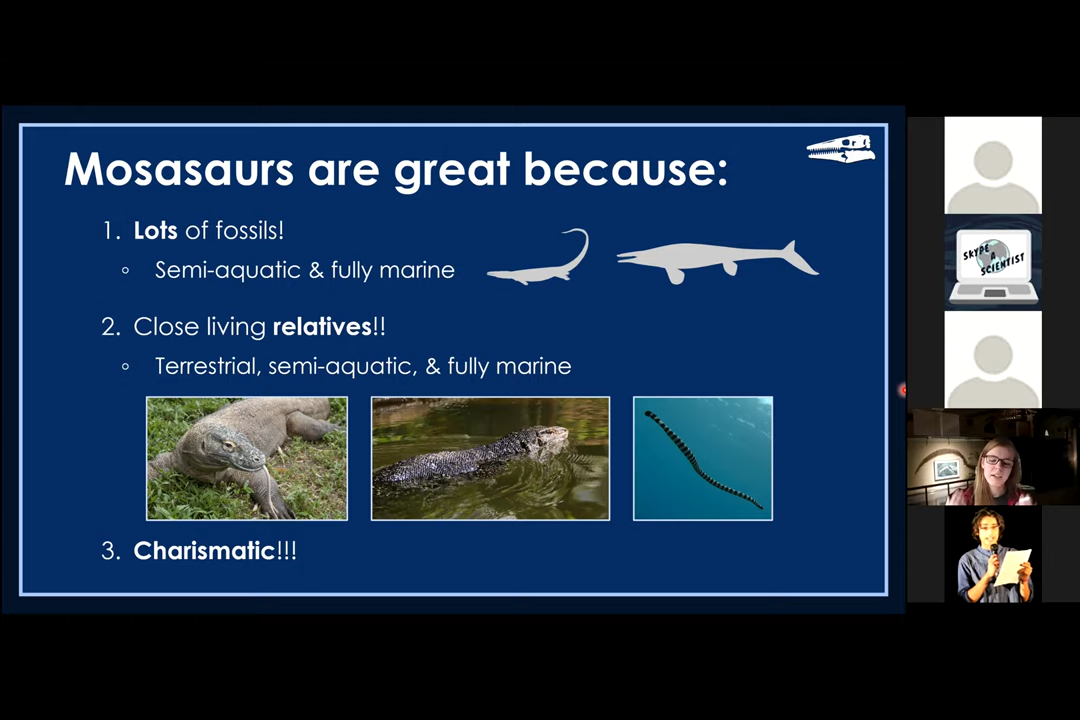 Mosasaurs are great because:
1. Lots of fossils!
◦ Semi-aquatic & fully marine
2. Close living relatives!!
◦ Terrestrial, semi-aquatic, & fully marine
3. Charismatic!!!
SKYPE
A
SCIENTIST